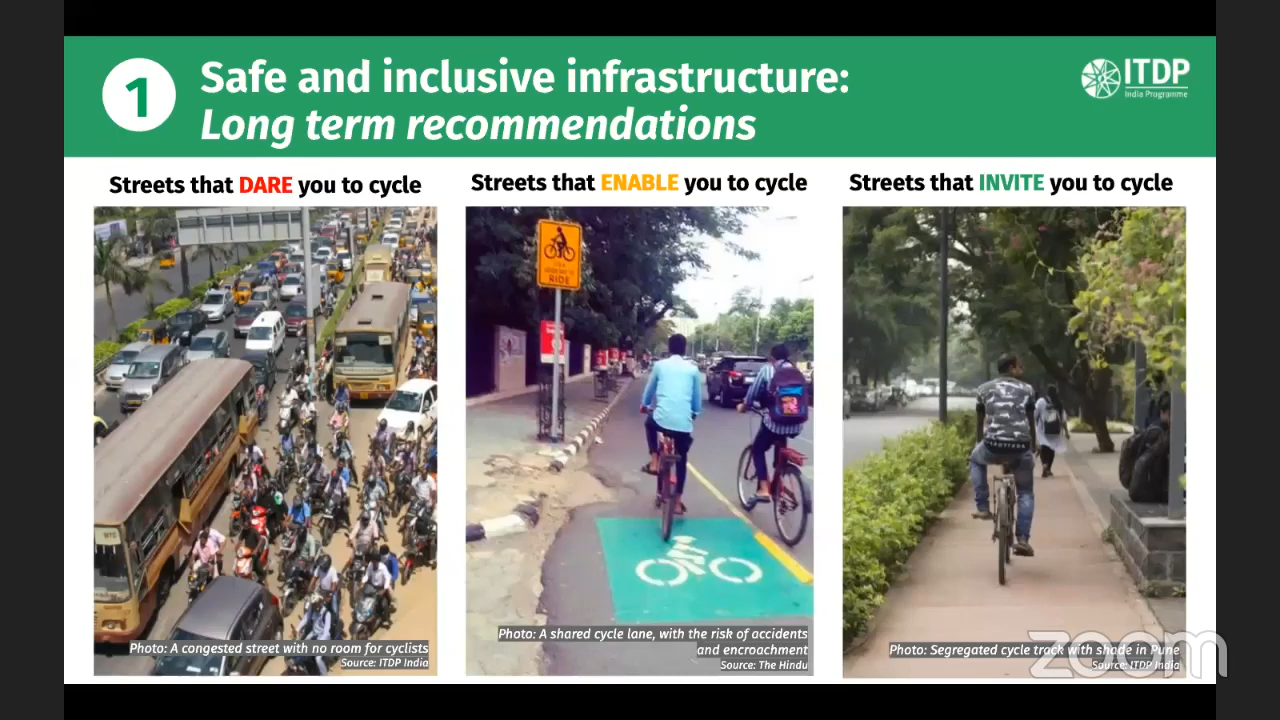 1
Safe and inclusive infrastructure:
Long term recommendations
ITDP
India Programme
Streets that DARE you to cycle
Streets that ENABLE you to cycle
Streets that INVITE you to cycle
RIDE
Photo: A congested street with no room for cyclists
Source: ITDP India
Photo: A shared cycle lane, with the risk of accidents
and encroachment
Source: The Hindu
Photo: Segregated cycle track with shade in Pune
Source: ITDP India
zoom